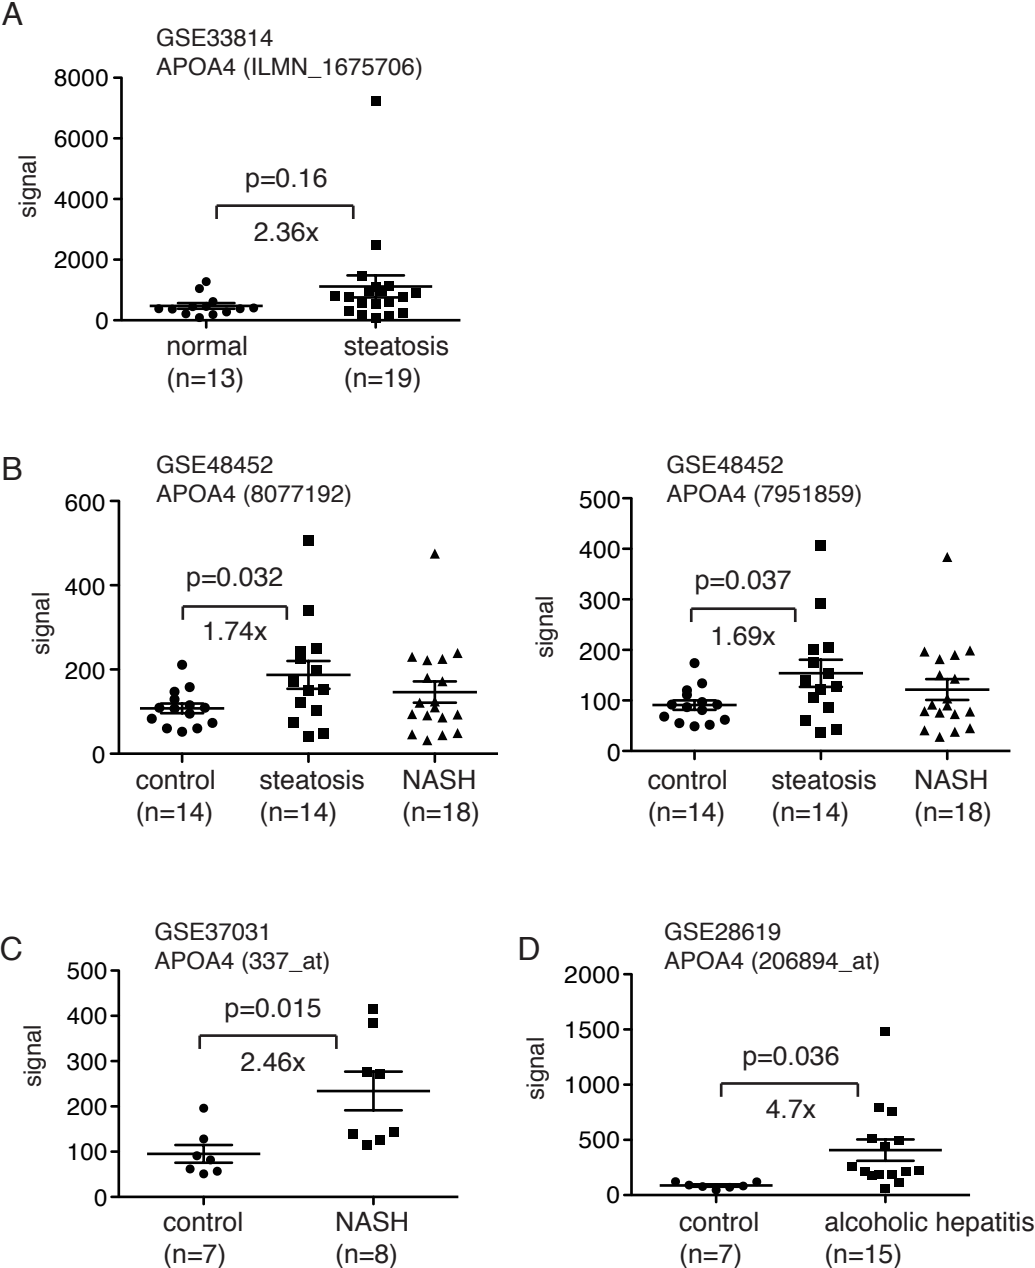 A
GSE33814
APOA4 (ILMN_1675706)
8000
6000
4000
2000
0
signal
p=0.16
2.36x
normal
(n=13)
steatosis
(n=19)
B
GSE48452
APOA4 (8077192)
600
400
200
0
signal
p=0.032
1.74x
control
(n=14)
steatosis
(n=14)
NASH
(n=18)
GSE48452
APOA4 (7951859)
500
400
300
200
100
0
signal
p=0.037
1.69x
control
(n=14)
steatosis
(n=14)
NASH
(n=18)
C
GSE37031
APOA4 (337_at)
500
400
300
200
100
0
signal
p=0.015
2.46x
control
(n=7)
NASH
(n=8)
D
GSE28619
APOA4 (206894_at)
2000
1500
1000
500
0
signal
p=0.036
4.7x
control
(n=7)
alcoholic hepatitis
(n=15)